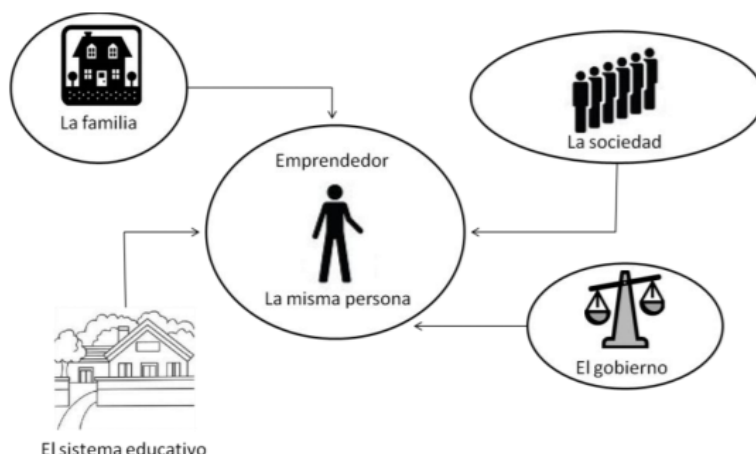 La familia
La sociedad
Emprendedor
La misma persona
El gobierno
El sistema educativo